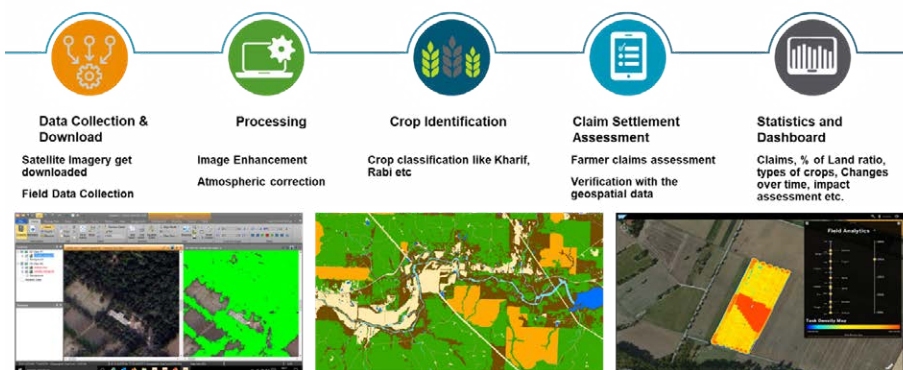 Data Collection &
Download
Satellite Imagery get
downloaded
Field Data Collection
Processing
Image Enhancement
Atmospheric correction
Crop Identification
Crop classification like Kharif,
Rabi etc
Claim Settlement
Assessment
Farmer claims assessment
Verification with the
geospatial data
Statistics and
Dashboard
Claims, % of Land ratio,
types of crops, Changes
over time, impact
assessment etc.
Field Analytics